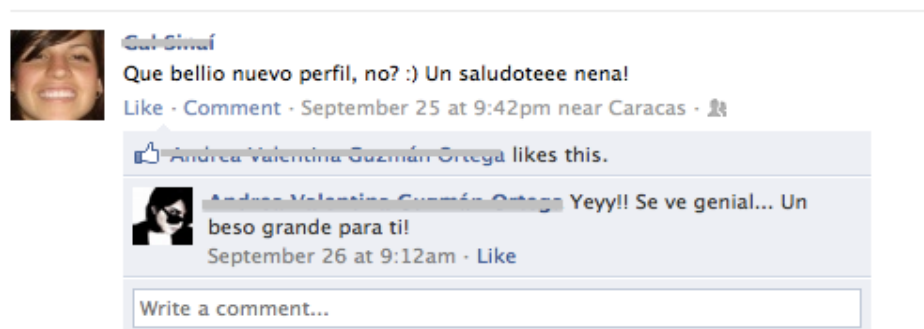 Que bellio nuevo perfil, no? :) Un saludoteee nena!
Like · Comment · September 25 at 9:42pm near Caracas ·
likes this.
Yeyy!! Se ve genial... Un
beso grande para ti!
September 26 at 9:12am · Like
Write a comment...